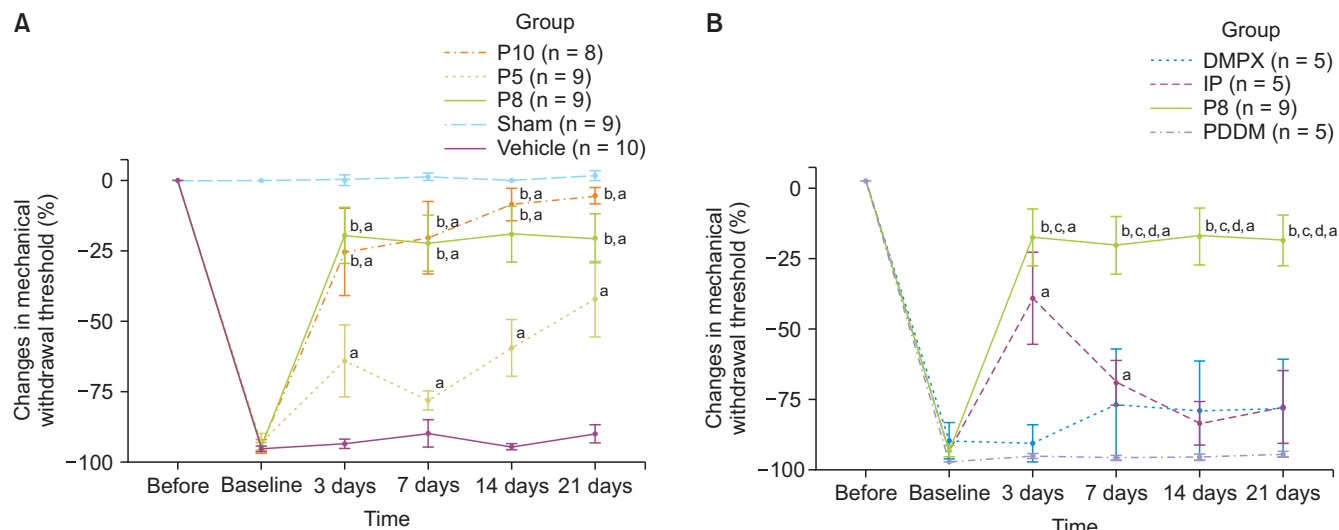 A
Group
P10 (n = 8)
P5 (n = 9)
P8 (n = 9)
Sham (n = 9)
Vehicle (n = 10)
Changes in mechanical
withdrawal threshold (%)
0
−25
−50
−75
−100
b, a
b, a
b, a
b, a
b, a
b, a
b, a
b, a
a
a
a
a
Before
Baseline
3 days
7 days
14 days
21 days
Time
B
Group
DMPX (n = 5)
IP (n = 5)
P8 (n = 9)
PDDM (n = 5)
Changes in mechanical
withdrawal threshold (%)
0
−25
−50
−75
−100
b, c, a
b, c, d, a
b, c, d, a
b, c, d, a
a
a
Before
Baseline
3 days
7 days
14 days
21 days
Time